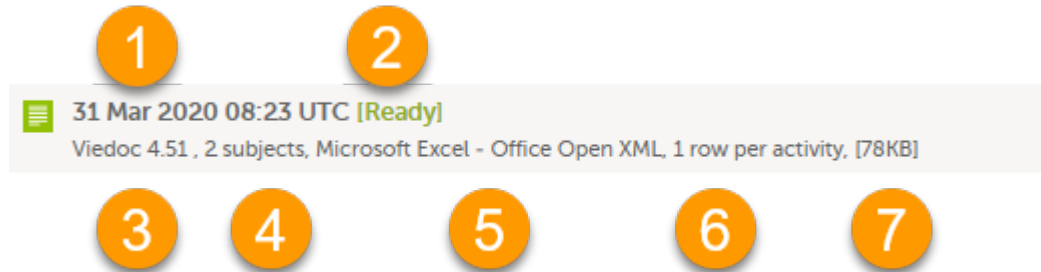 1 2
31 Mar 2020 08:23 UTC [Ready]
Viedoc 4.51 , 2 subjects, Microsoft Excel - Office Open XML, 1 row per activity, [78KB]
3 4 5 6 7